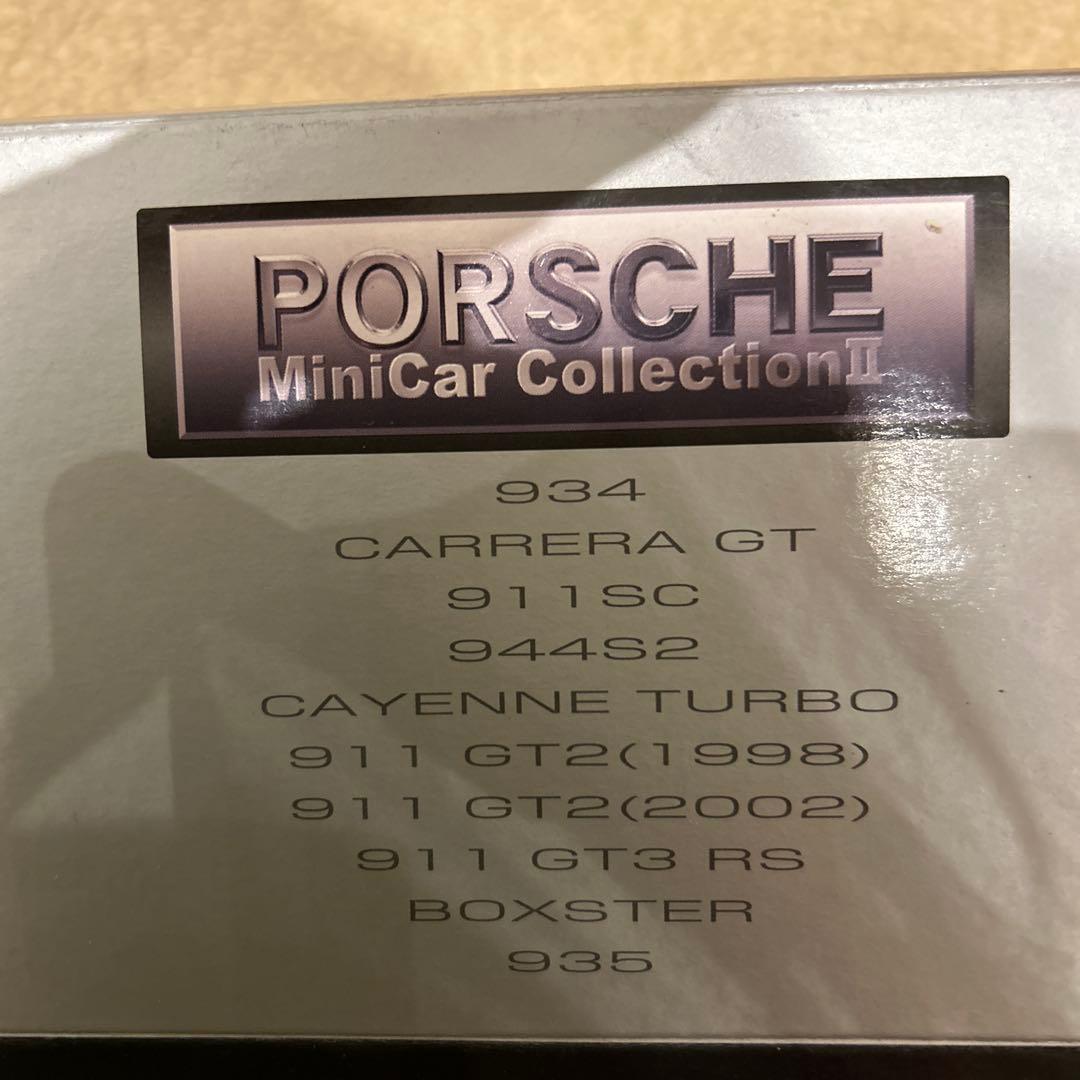 PORSCHE
MiniCar CollectionⅡ
934
CARRERA GT
911SC
944S2
CAYENNE TURBO
911 GT2(1998)
911 GT2(2002)
911 GT3 RS
BOXSTER
935